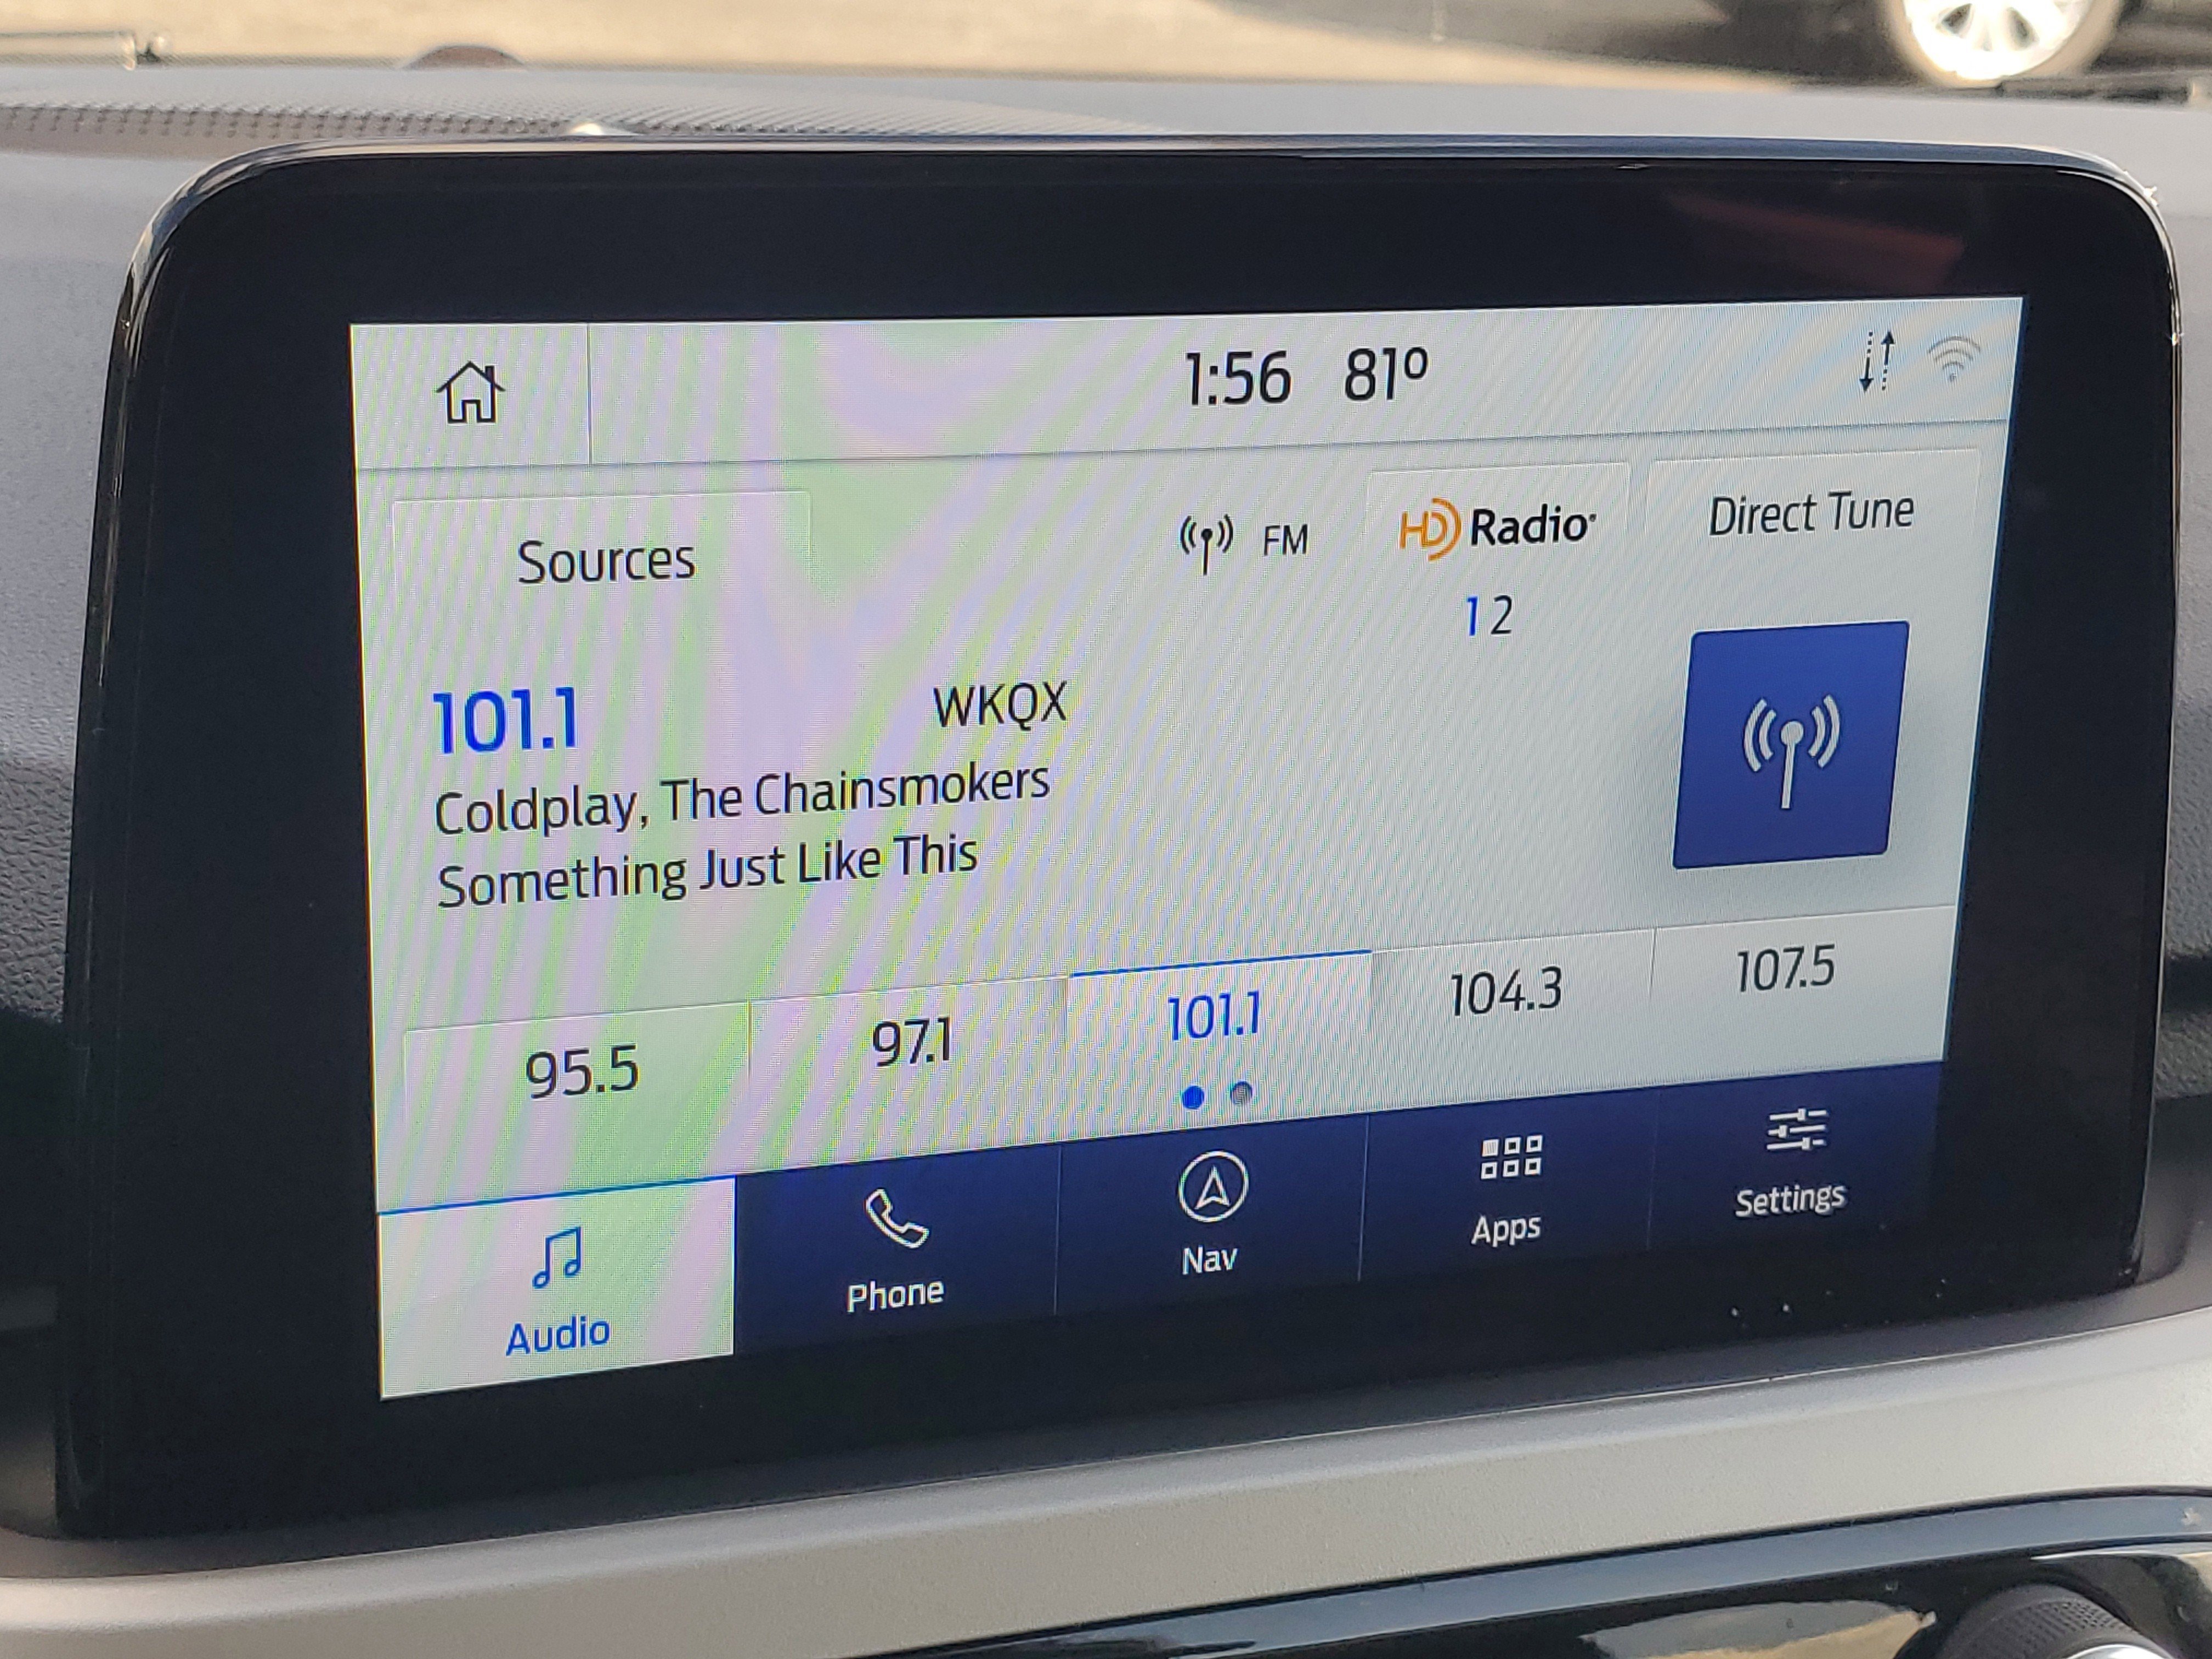 1:56 81º
Sources
FM
HD Radio
Direct Tune
1 2
101.1
WKQX
Coldplay, The Chainsmokers
Something Just Like This
95.5
97.1
101.1
104.3
107.5
Audio
Phone
Nav
Apps
Settings